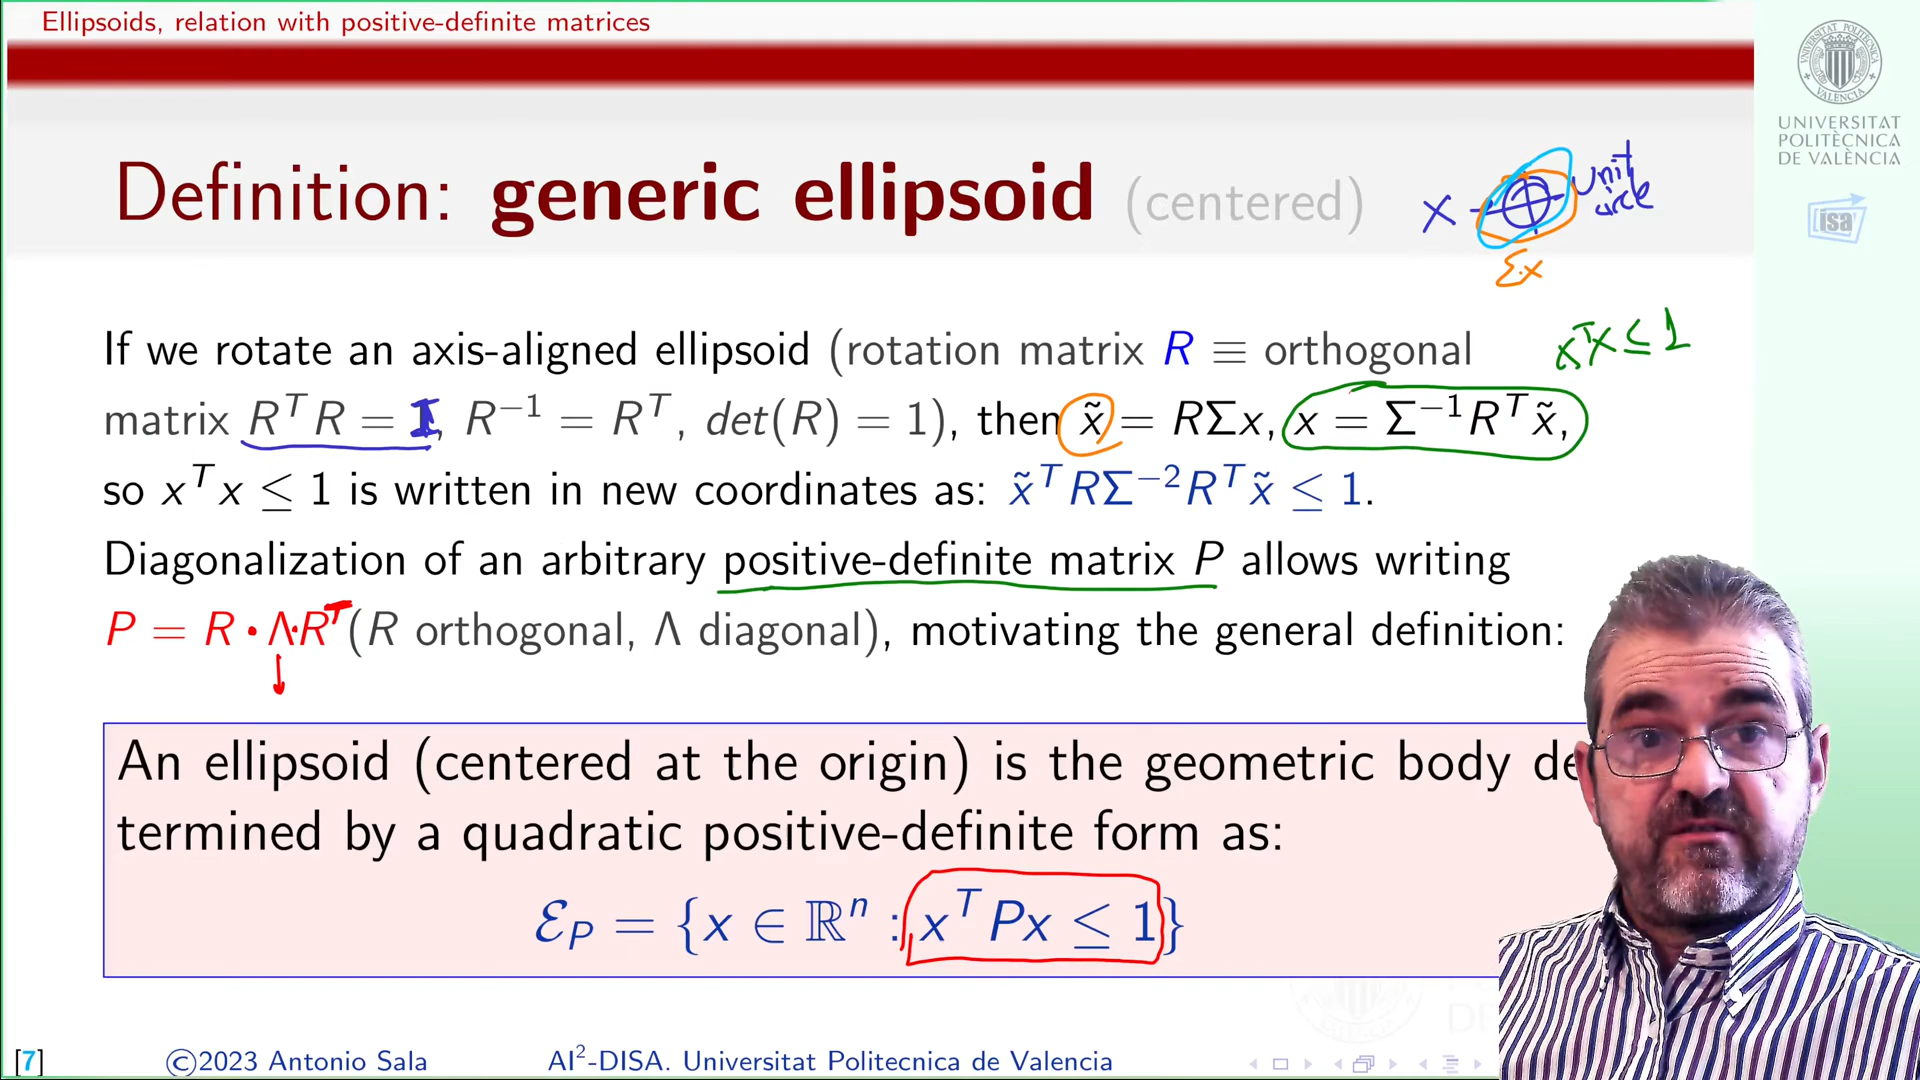 Ellipsoids, relation with positive-definite matrices
UNIVERSITAT
POLITÈCNICA
DE VALÈNCIA
isa
Definition: generic ellipsoid (centered)
X
Unit
Σ·x
xᵀx ≤ 1
If we rotate an axis-aligned ellipsoid (rotation matrix R ≡ orthogonal
matrix RᵀR = I, R⁻¹ = Rᵀ, det(R) = 1), then x̃ = RΣx, x = Σ⁻¹Rᵀx̃,
so xᵀx ≤ 1 is written in new coordinates as: x̃ᵀRΣ⁻²Rᵀx̃ ≤ 1.
Diagonalization of an arbitrary positive-definite matrix P allows writing
P = R · Λ·Rᵀ (R orthogonal, Λ diagonal), motivating the general definition:
An ellipsoid (centered at the origin) is the geometric body de
termined by a quadratic positive-definite form as:
ℰ_P = {x ∈ ℝⁿ : xᵀPx ≤ 1}
[7]
©2023 Antonio Sala
AI²-DISA. Universitat Politecnica de Valencia